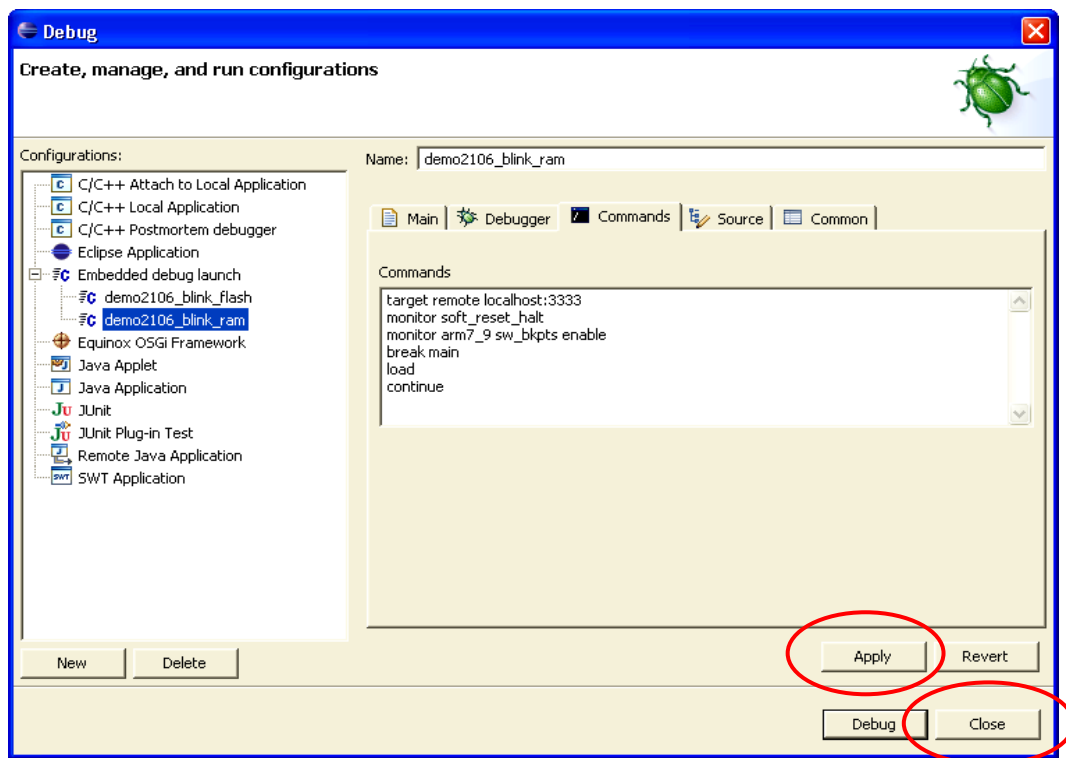 Debug
Create, manage, and run configurations
Configurations:
C/C++ Attach to Local Application
C/C++ Local Application
C/C++ Postmortem debugger
Eclipse Application
Embedded debug launch
demo2106_blink_flash
demo2106_blink_ram
Equinox OSGi Framework
Java Applet
Java Application
JUnit
JUnit Plug-in Test
Remote Java Application
SWT Application
New Delete
Name: demo2106_blink_ram
Main Debugger Commands Source Common
Commands
target remote localhost:3333
monitor soft_reset_halt
monitor arm7_9 sw_bkpts enable
break main
load
continue
Apply Revert
Debug Close